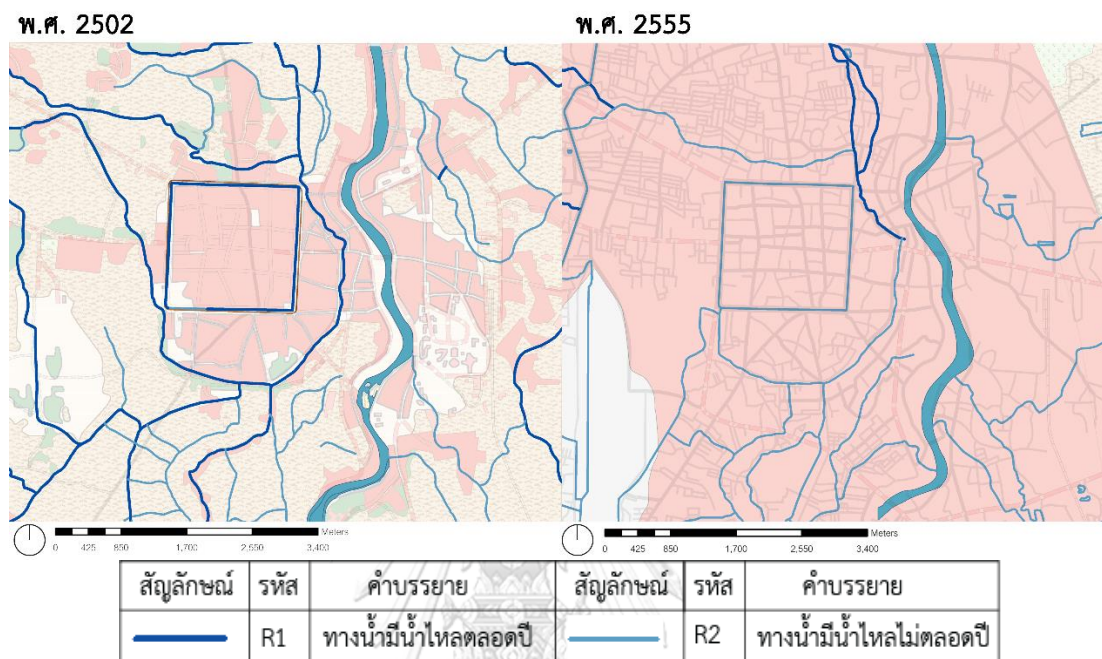 พ.ศ. 2502 พ.ศ. 2555
Meters Meters
0 425 850 1,700 2,550 3,400 0 425 850 1,700 2,550 3,400
สัญลักษณ์ รหัส คำบรรยาย สัญลักษณ์ รหัส คำบรรยาย
R1 ทางน้ำมีน้ำไหลตลอดปี R2 ทางน้ำมีน้ำไหลไม่ตลอดปี